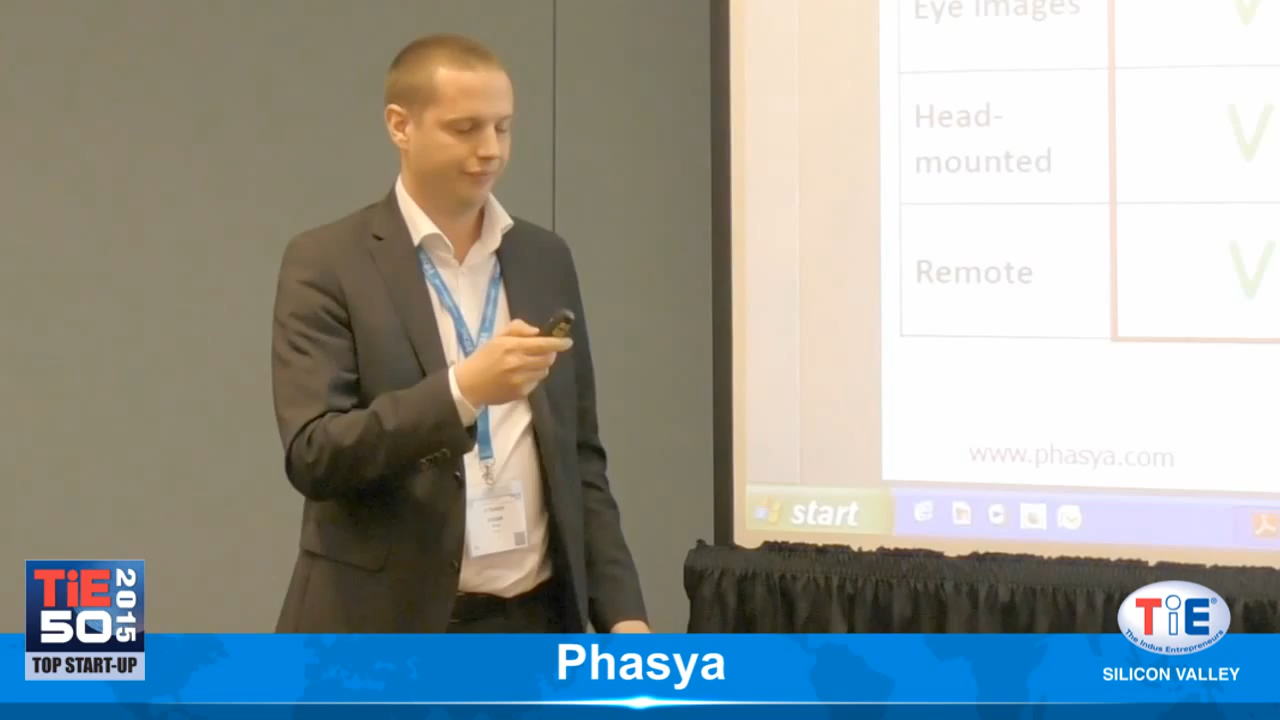 Eye Images
V
Head-
mounted
V
Remote
V
www.phasya.com
start
TiE
50
2015
TOP START-UP
Phasya
TiE
The Indus Entrepreneurs
SILICON VALLEY